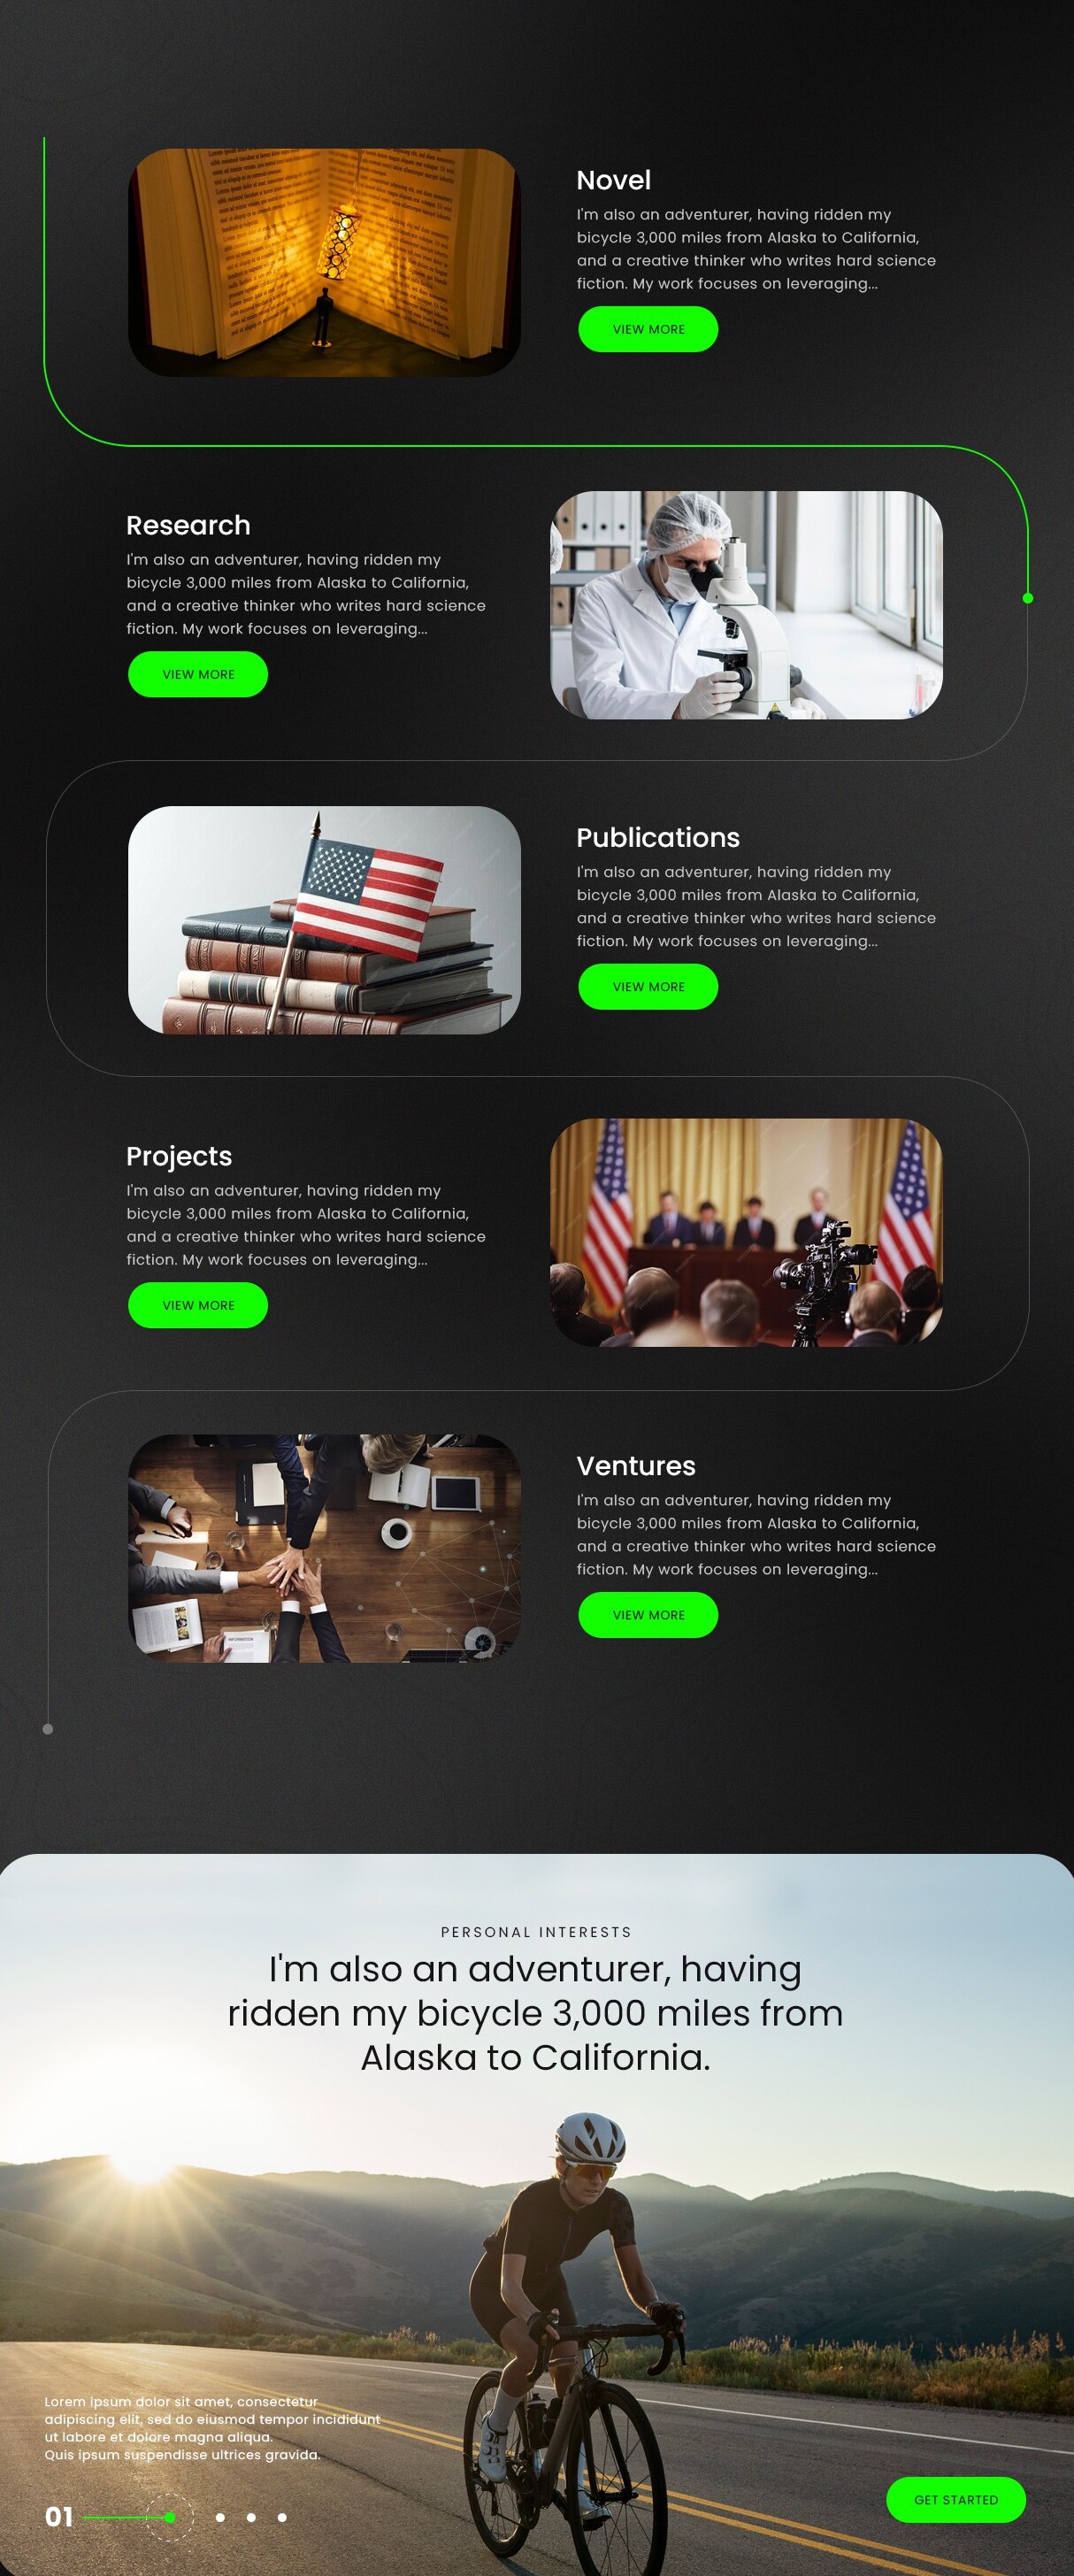 Novel
I'm also an adventurer, having ridden my
bicycle 3,000 miles from Alaska to California,
and a creative thinker who writes hard science
fiction. My work focuses on leveraging...
VIEW MORE
Research
I'm also an adventurer, having ridden my
bicycle 3,000 miles from Alaska to California,
and a creative thinker who writes hard science
fiction. My work focuses on leveraging...
VIEW MORE
Publications
I'm also an adventurer, having ridden my
bicycle 3,000 miles from Alaska to California,
and a creative thinker who writes hard science
fiction. My work focuses on leveraging...
VIEW MORE
Projects
I'm also an adventurer, having ridden my
bicycle 3,000 miles from Alaska to California,
and a creative thinker who writes hard science
fiction. My work focuses on leveraging...
VIEW MORE
INFORMATION
Ventures
I'm also an adventurer, having ridden my
bicycle 3,000 miles from Alaska to California,
and a creative thinker who writes hard science
fiction. My work focuses on leveraging...
VIEW MORE
PERSONAL INTERESTS
I'm also an adventurer, having
ridden my bicycle 3,000 miles from
Alaska to California.
Lorem ipsum dolor sit amet, consectetur
adipiscing elit, sed do eiusmod tempor incididunt
ut labore et dolore magna aliqua.
Quis ipsum suspendisse ultrices gravida.
01
GET STARTED